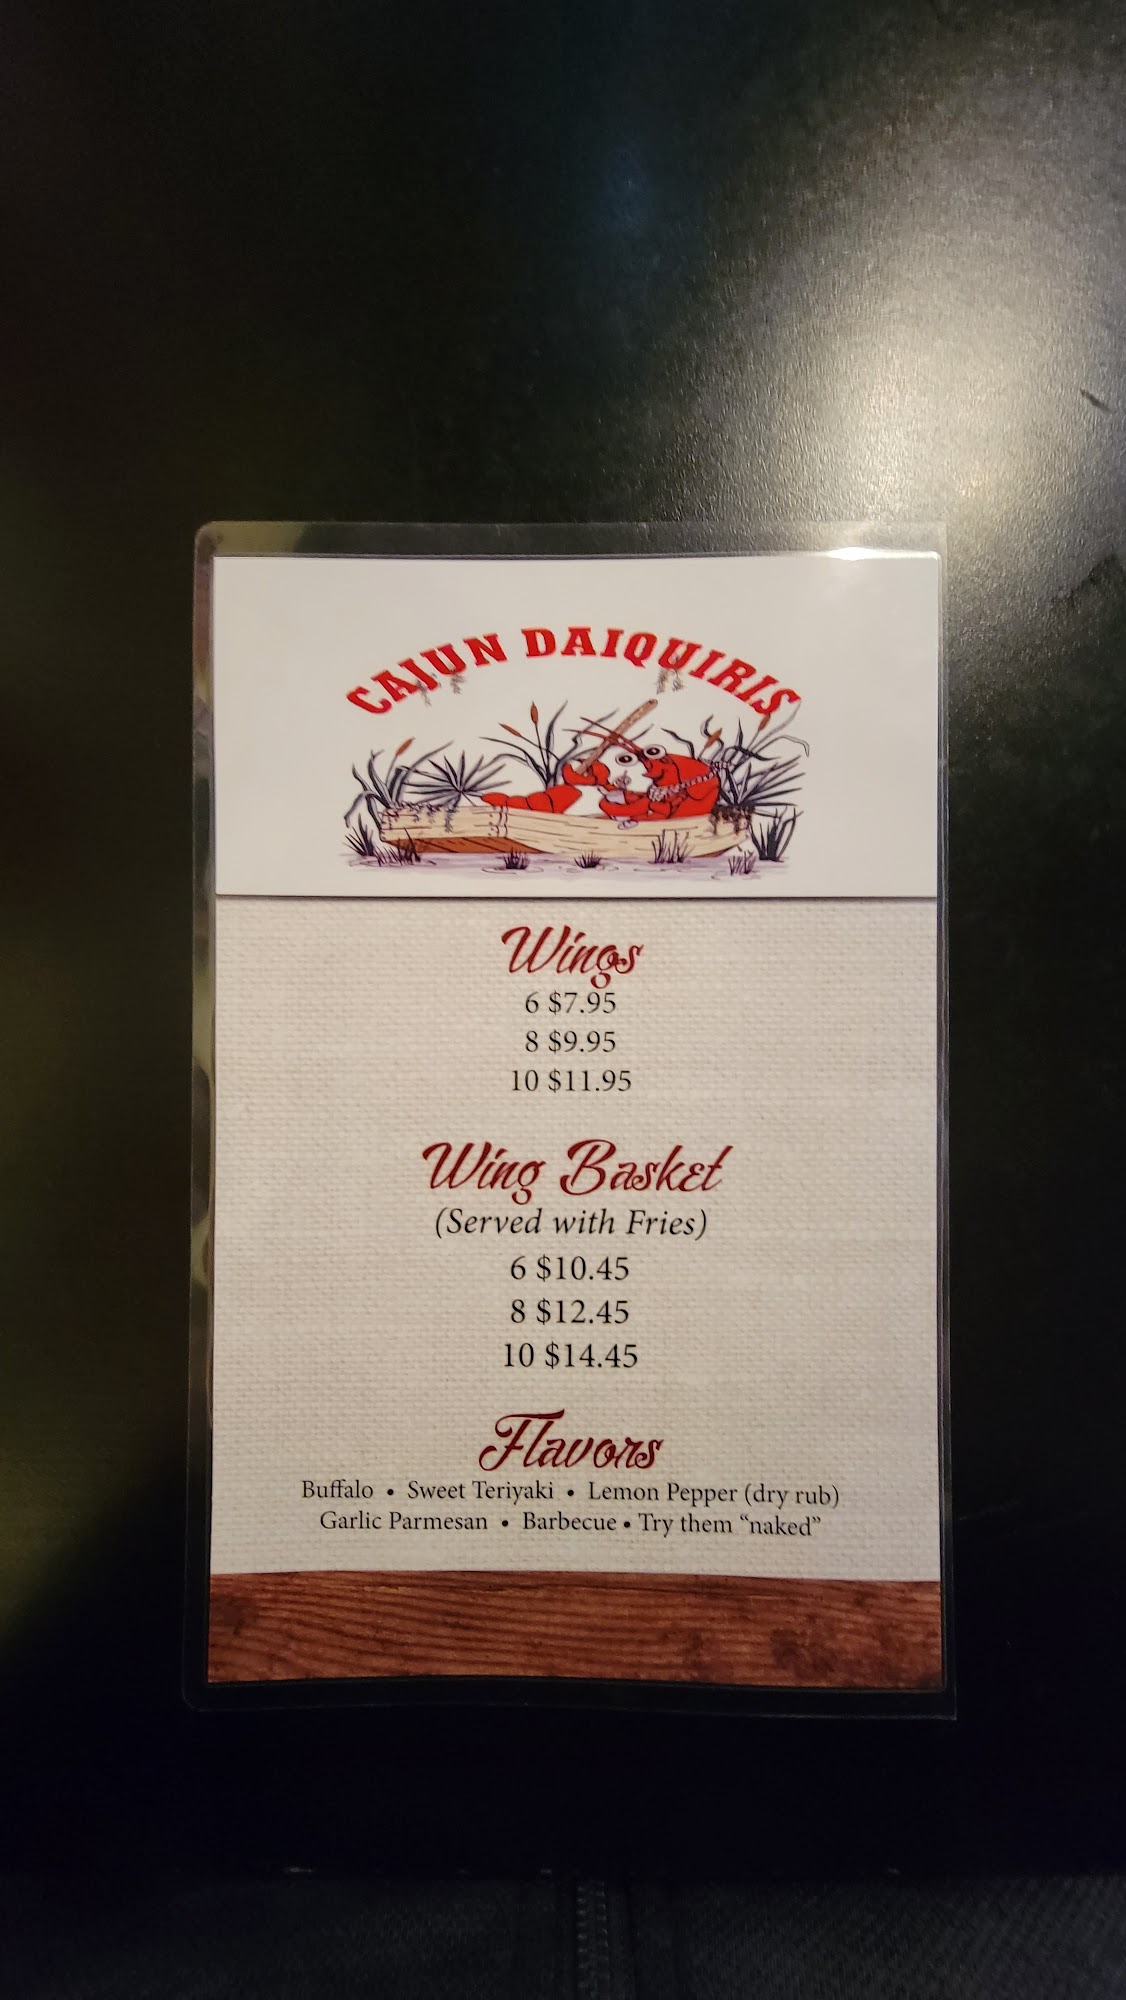 CAJUN DAIQUIRIS
Wings
6 $7.95
8 $9.95
10 $11.95
Wing Basket
(Served with Fries)
6 $10.45
8 $12.45
10 $14.45
Flavors
Buffalo • Sweet Teriyaki • Lemon Pepper (dry rub)
Garlic Parmesan • Barbecue • Try them “naked”